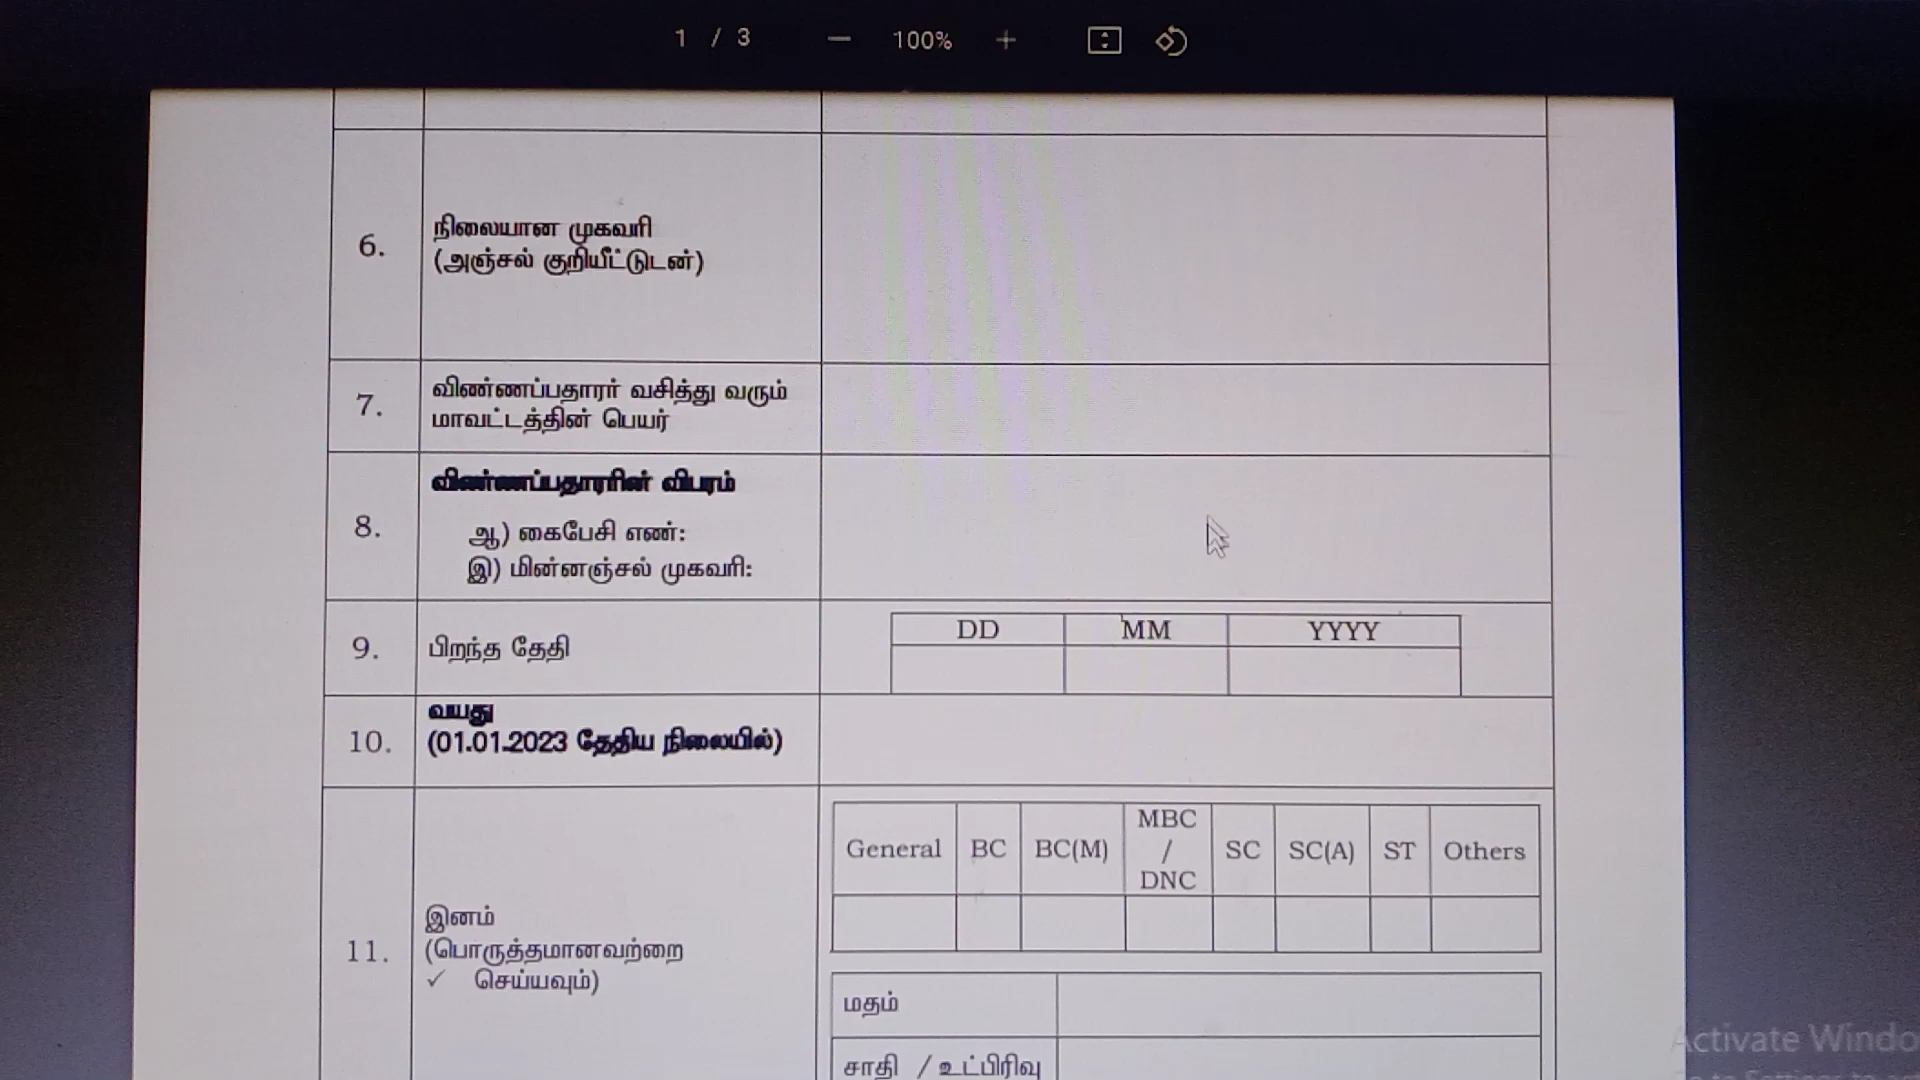 1 / 3
100%
6.
நிலையான முகவரி
(அஞ்சல் குறியீட்டுடன்)
7.
விண்ணப்பதாரர் வசித்து வரும்
மாவட்டத்தின் பெயர்
8.
விண்ணப்பதாரரின் விபரம்
ஆ) கைபேசி எண்:
இ) மின்னஞ்சல் முகவரி:
9.
பிறந்த தேதி
DD MM YYYY
10.
வயது
(01.01.2023 தேதிய நிலையில்)
11.
இனம்
(பொருத்தமானவற்றை
✓ செய்யவும்)
General BC BC(M) MBC / DNC SC SC(A) ST Others
மதம்
சாதி / உட்பிரிவு
Activate Windo